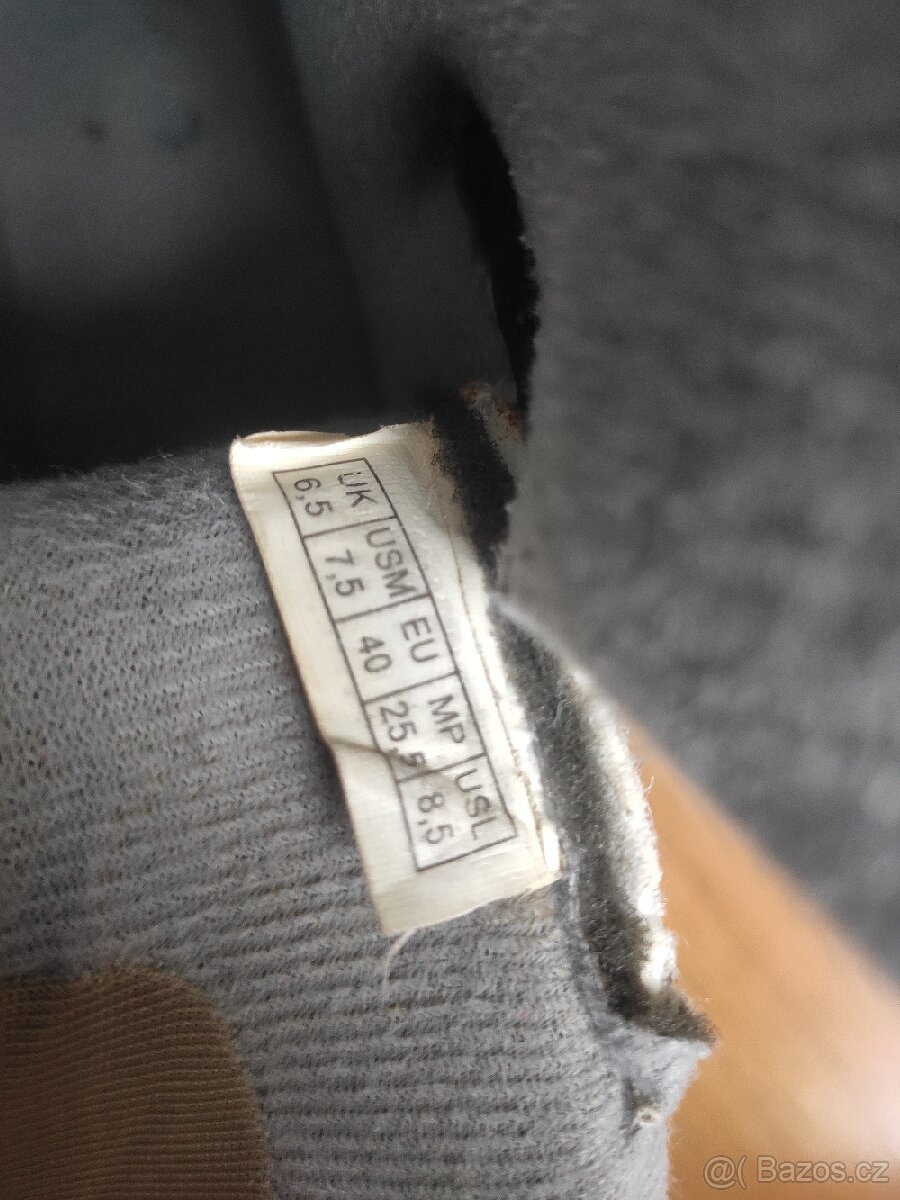 UK USM EU MP USL
6,5 7,5 40 25,5 8,5
@( Bazos.cz